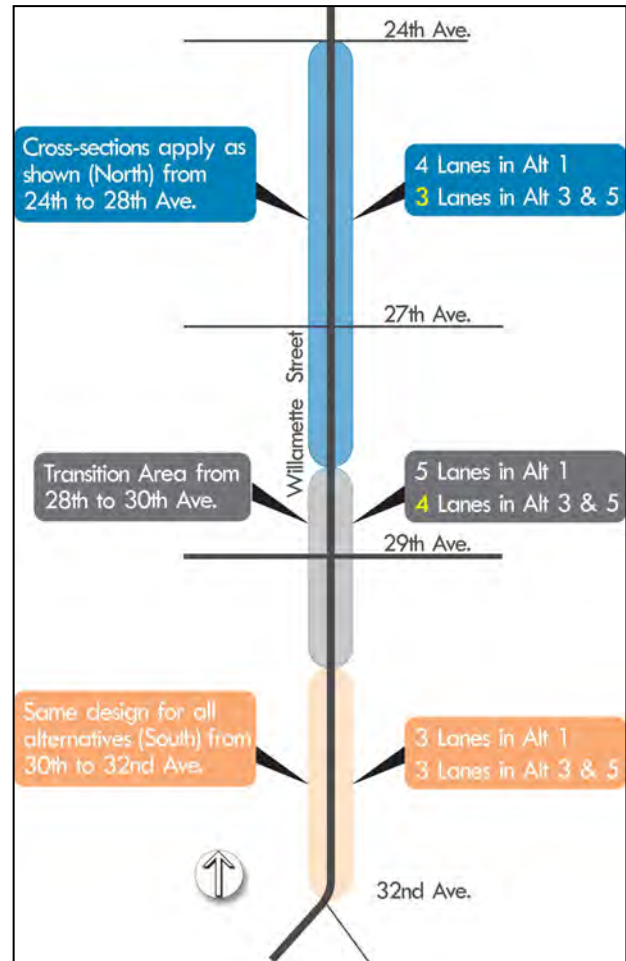 24th Ave.
Cross-sections apply as
shown (North) from
24th to 28th Ave.
4 Lanes in Alt 1
3 Lanes in Alt 3 & 5
27th Ave.
Willamette Street
Transition Area from
28th to 30th Ave.
5 Lanes in Alt 1
4 Lanes in Alt 3 & 5
29th Ave.
Same design for all
alternatives (South) from
30th to 32nd Ave.
3 Lanes in Alt 1
3 Lanes in Alt 3 & 5
32nd Ave.